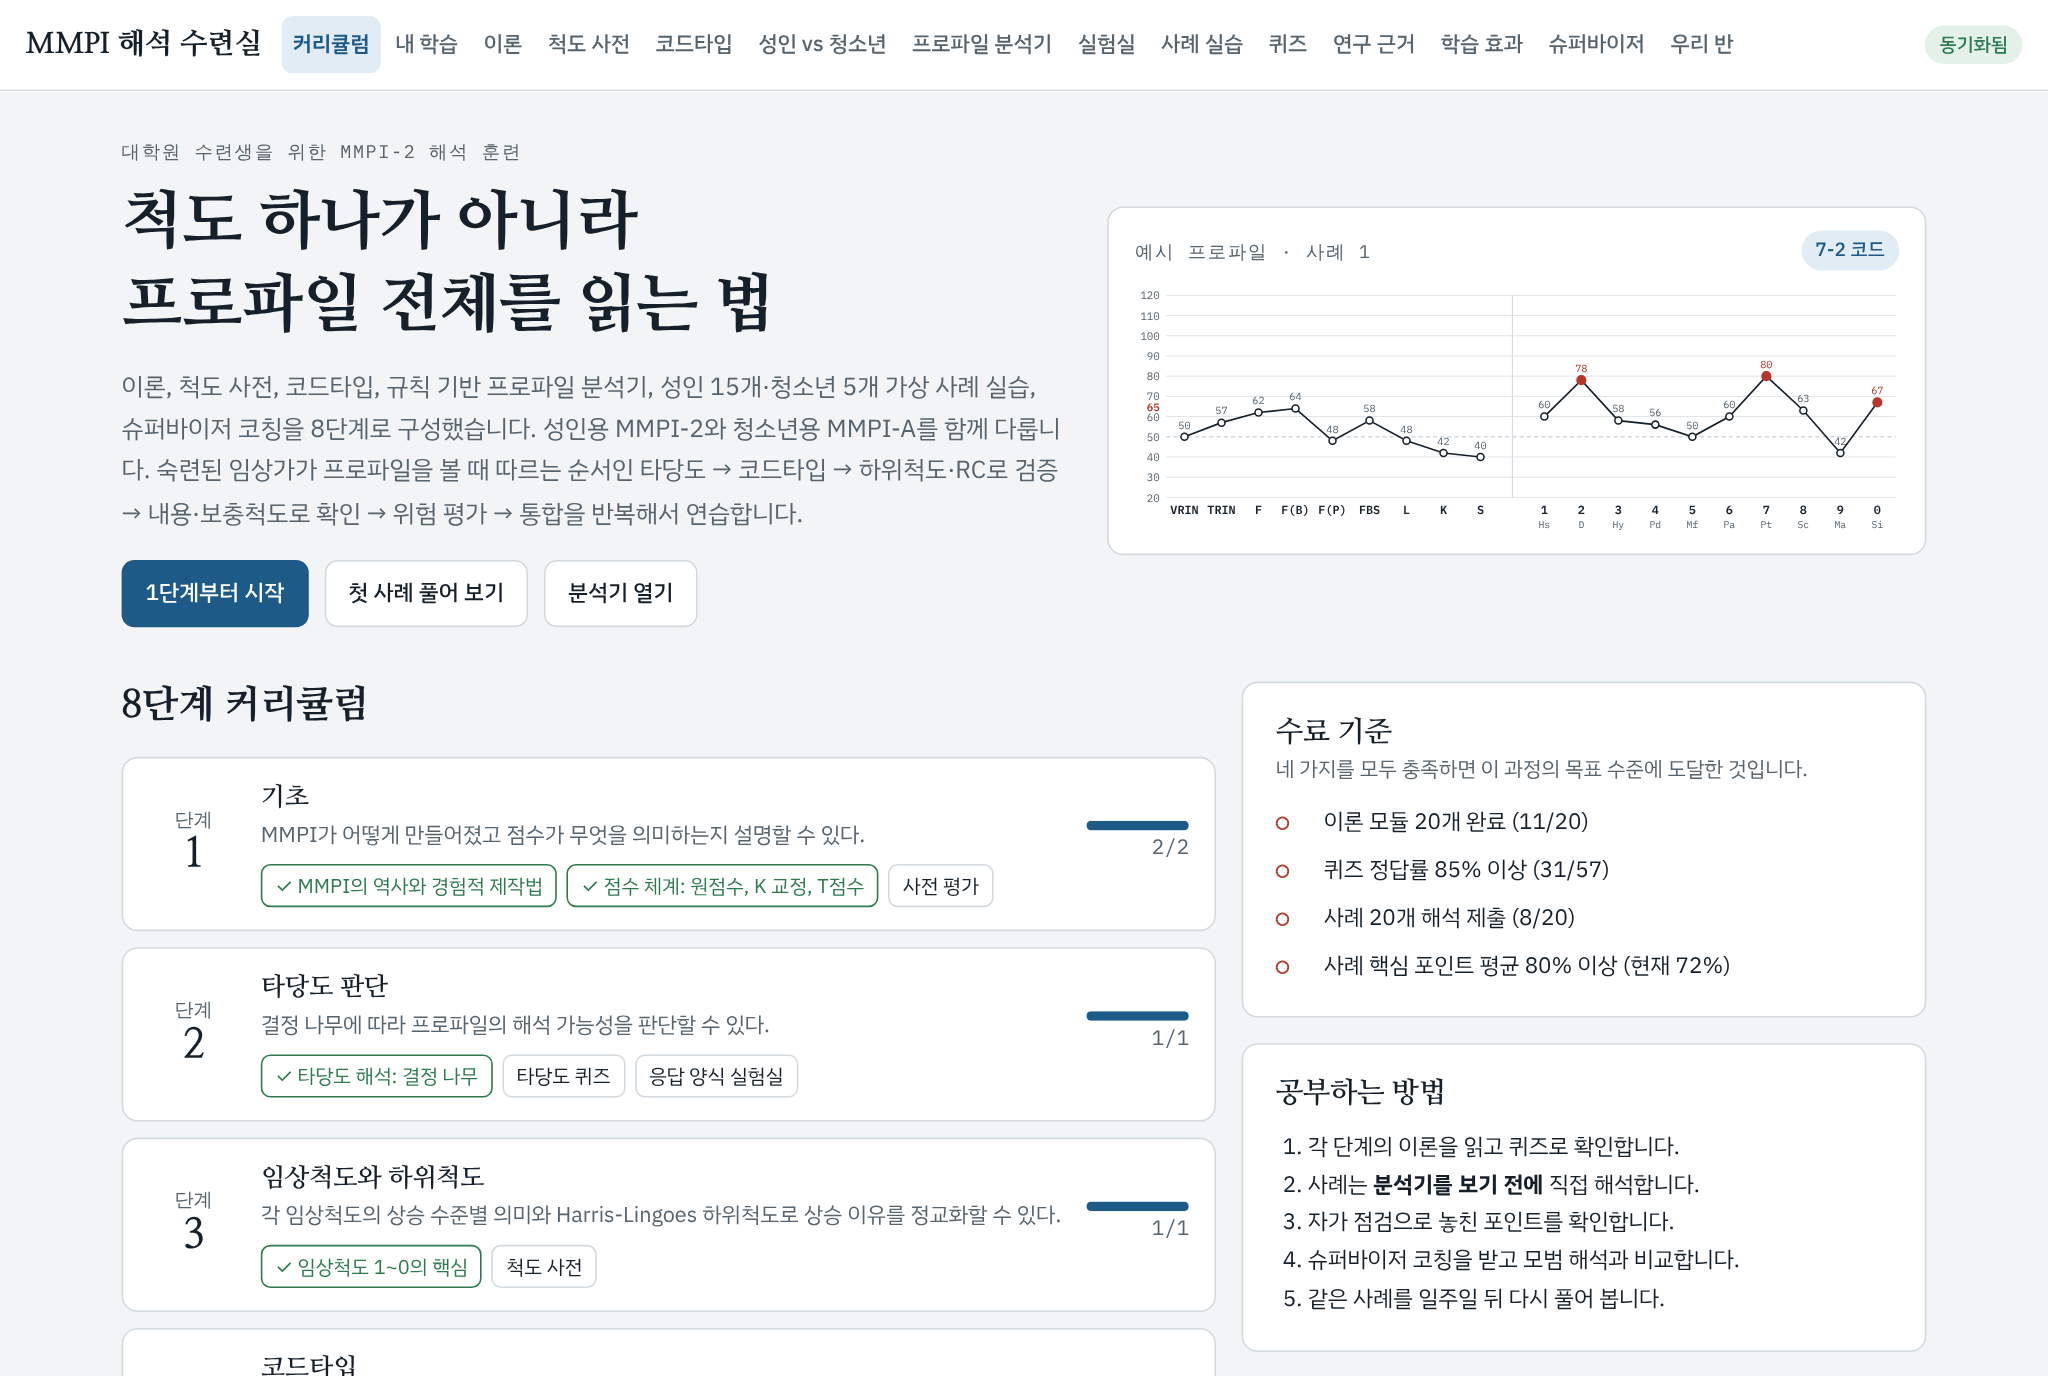 MMPI 해석 수련실
커리큘럼
내 학습
이론
척도 사전
코드타입
성인 vs 청소년
프로파일 분석기
실험실
사례 실습
퀴즈
연구 근거
학습 효과
슈퍼바이저
우리 반
동기화됨
대학원 수련생을 위한 MMPI-2 해석 훈련
척도 하나가 아니라
프로파일 전체를 읽는 법
이론, 척도 사전, 코드타입, 규칙 기반 프로파일 분석기, 성인 15개·청소년 5개 가상 사례 실습,
슈퍼바이저 코칭을 8단계로 구성했습니다. 성인용 MMPI-2와 청소년용 MMPI-A를 함께 다룹니
다. 숙련된 임상가가 프로파일을 볼 때 따르는 순서인 타당도 → 코드타입 → 하위척도·RC로 검증
→ 내용·보충척도로 확인 → 위험 평가 → 통합을 반복해서 연습합니다.
1단계부터 시작
첫 사례 풀어 보기
분석기 열기
예시 프로파일 · 사례 1
7-2 코드
120
110
100
90
80
70
65
60
50
40
30
20
50 57 62 64 48 58 48 42 40
60 78 58 56 50 60 80 63 42 67
VRIN TRIN F F(B) F(P) FBS L K S
1 2 3 4 5 6 7 8 9 0
Hs D Hy Pd Mf Pa Pt Sc Ma Si
8단계 커리큘럼
단계
1
기초
MMPI가 어떻게 만들어졌고 점수가 무엇을 의미하는지 설명할 수 있다.
✓ MMPI의 역사와 경험적 제작법
✓ 점수 체계: 원점수, K 교정, T점수
사전 평가
2/2
단계
2
타당도 판단
결정 나무에 따라 프로파일의 해석 가능성을 판단할 수 있다.
✓ 타당도 해석: 결정 나무
타당도 퀴즈
응답 양식 실험실
1/1
단계
3
임상척도와 하위척도
각 임상척도의 상승 수준별 의미와 Harris-Lingoes 하위척도로 상승 이유를 정교화할 수 있다.
✓ 임상척도 1~0의 핵심
척도 사전
1/1
코드타입
수료 기준
네 가지를 모두 충족하면 이 과정의 목표 수준에 도달한 것입니다.
이론 모듈 20개 완료 (11/20)
퀴즈 정답률 85% 이상 (31/57)
사례 20개 해석 제출 (8/20)
사례 핵심 포인트 평균 80% 이상 (현재 72%)
공부하는 방법
1. 각 단계의 이론을 읽고 퀴즈로 확인합니다.
2. 사례는 분석기를 보기 전에 직접 해석합니다.
3. 자가 점검으로 놓친 포인트를 확인합니다.
4. 슈퍼바이저 코칭을 받고 모범 해석과 비교합니다.
5. 같은 사례를 일주일 뒤 다시 풀어 봅니다.